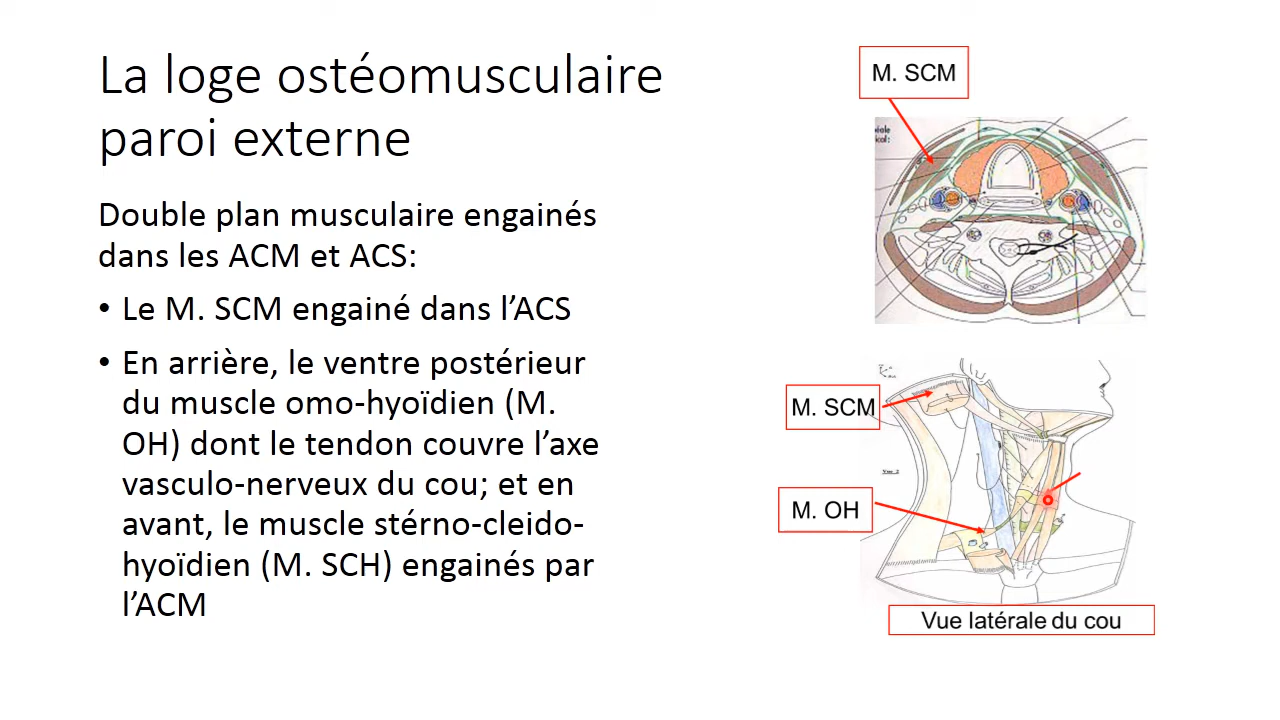 La loge ostéomusculaire
paroi externe
Double plan musculaire engainés
dans les ACM et ACS:
• Le M. SCM engainé dans l’ACS
• En arrière, le ventre postérieur
du muscle omo-hyoïdien (M.
OH) dont le tendon couvre l’axe
vasculo-nerveux du cou; et en
avant, le muscle stérno-cleido-
hyoïdien (M. SCH) engainés par
l’ACM
M. SCM
M. SCM
Vue 2
M. OH
Vue latérale du cou